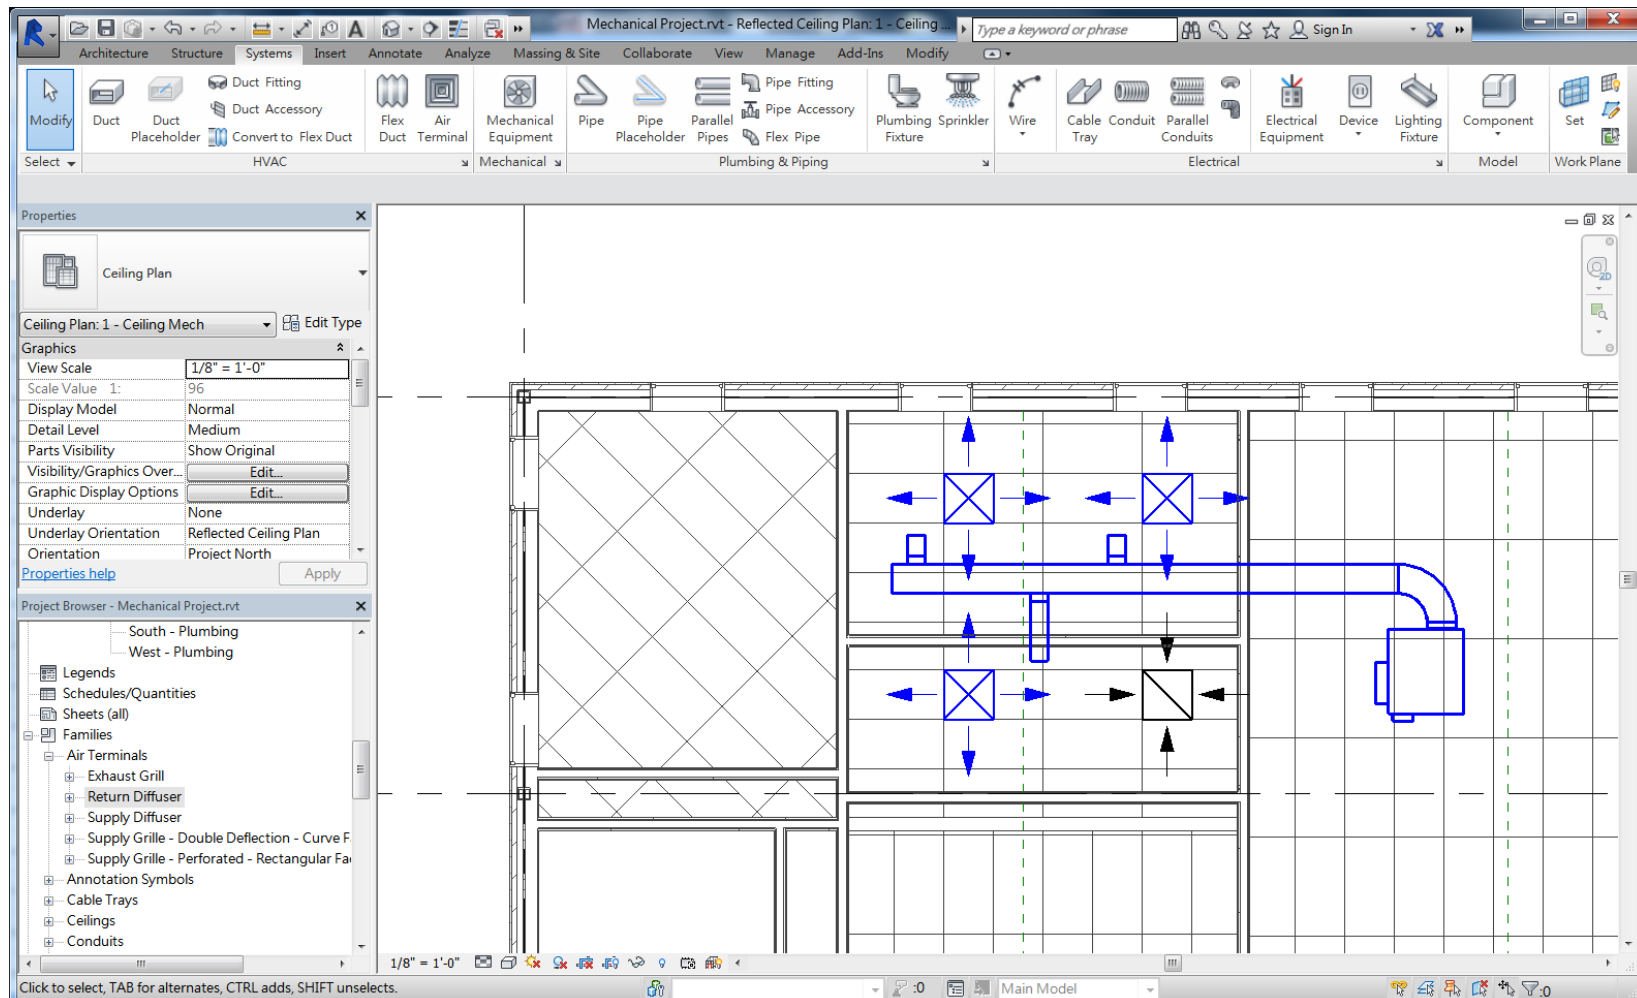 Mechanical Project.rvt - Reflected Ceiling Plan: 1 - Ceiling ...
Type a keyword or phrase
Sign In
Architecture Structure Systems Insert Annotate Analyze Massing & Site Collaborate View Manage Add-Ins Modify
Modify
Duct
Duct Placeholder
Duct Fitting
Duct Accessory
Convert to Flex Duct
Flex Duct
Air Terminal
Mechanical Equipment
Pipe
Pipe Placeholder
Parallel Pipes
Pipe Fitting
Pipe Accessory
Flex Pipe
Plumbing Fixture
Sprinkler
Wire
Cable Tray
Conduit
Parallel Conduits
Electrical Equipment
Device
Lighting Fixture
Component
Set
Select HVAC Mechanical Plumbing & Piping Electrical Model Work Plane
Properties
Ceiling Plan
Ceiling Plan: 1 - Ceiling Mech Edit Type
Graphics
View Scale 1/8" = 1'-0"
Scale Value 1: 96
Display Model Normal
Detail Level Medium
Parts Visibility Show Original
Visibility/Graphics Over... Edit...
Graphic Display Options Edit...
Underlay None
Underlay Orientation Reflected Ceiling Plan
Orientation Project North
Properties help Apply
Project Browser - Mechanical Project.rvt
South - Plumbing
West - Plumbing
Legends
Schedules/Quantities
Sheets (all)
Families
Air Terminals
Exhaust Grill
Return Diffuser
Supply Diffuser
Supply Grille - Double Deflection - Curve F
Supply Grille - Perforated - Rectangular Fa
Annotation Symbols
Cable Trays
Ceilings
Conduits
2D
1/8" = 1'-0"
Click to select, TAB for alternates, CTRL adds, SHIFT unselects.
:0
Main Model
:0